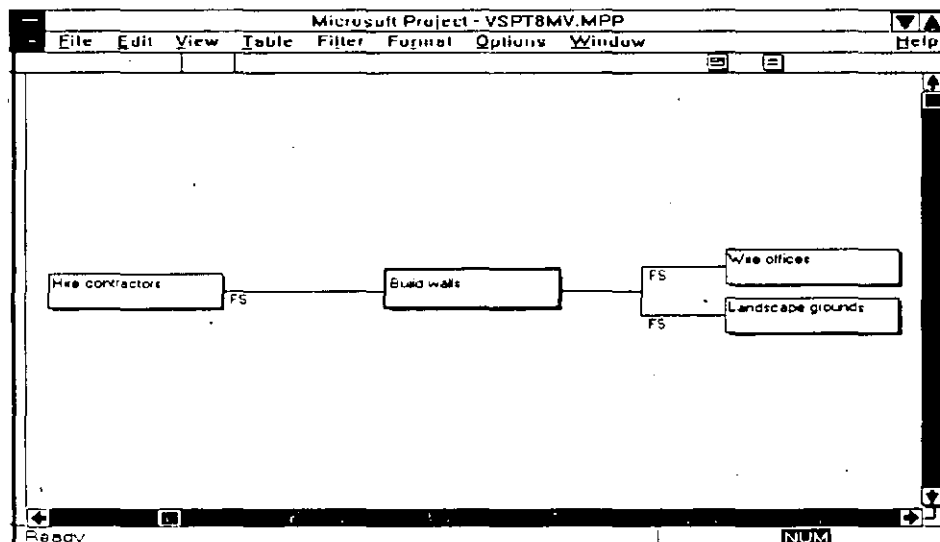 Microsoft Project - VSPT8MV.MPP
File Edit View Table Filter Format Options Window Help
Wire offices
Hire contractors
Build walls
FS
FS
Landscape grounds
FS
Ready
NUM